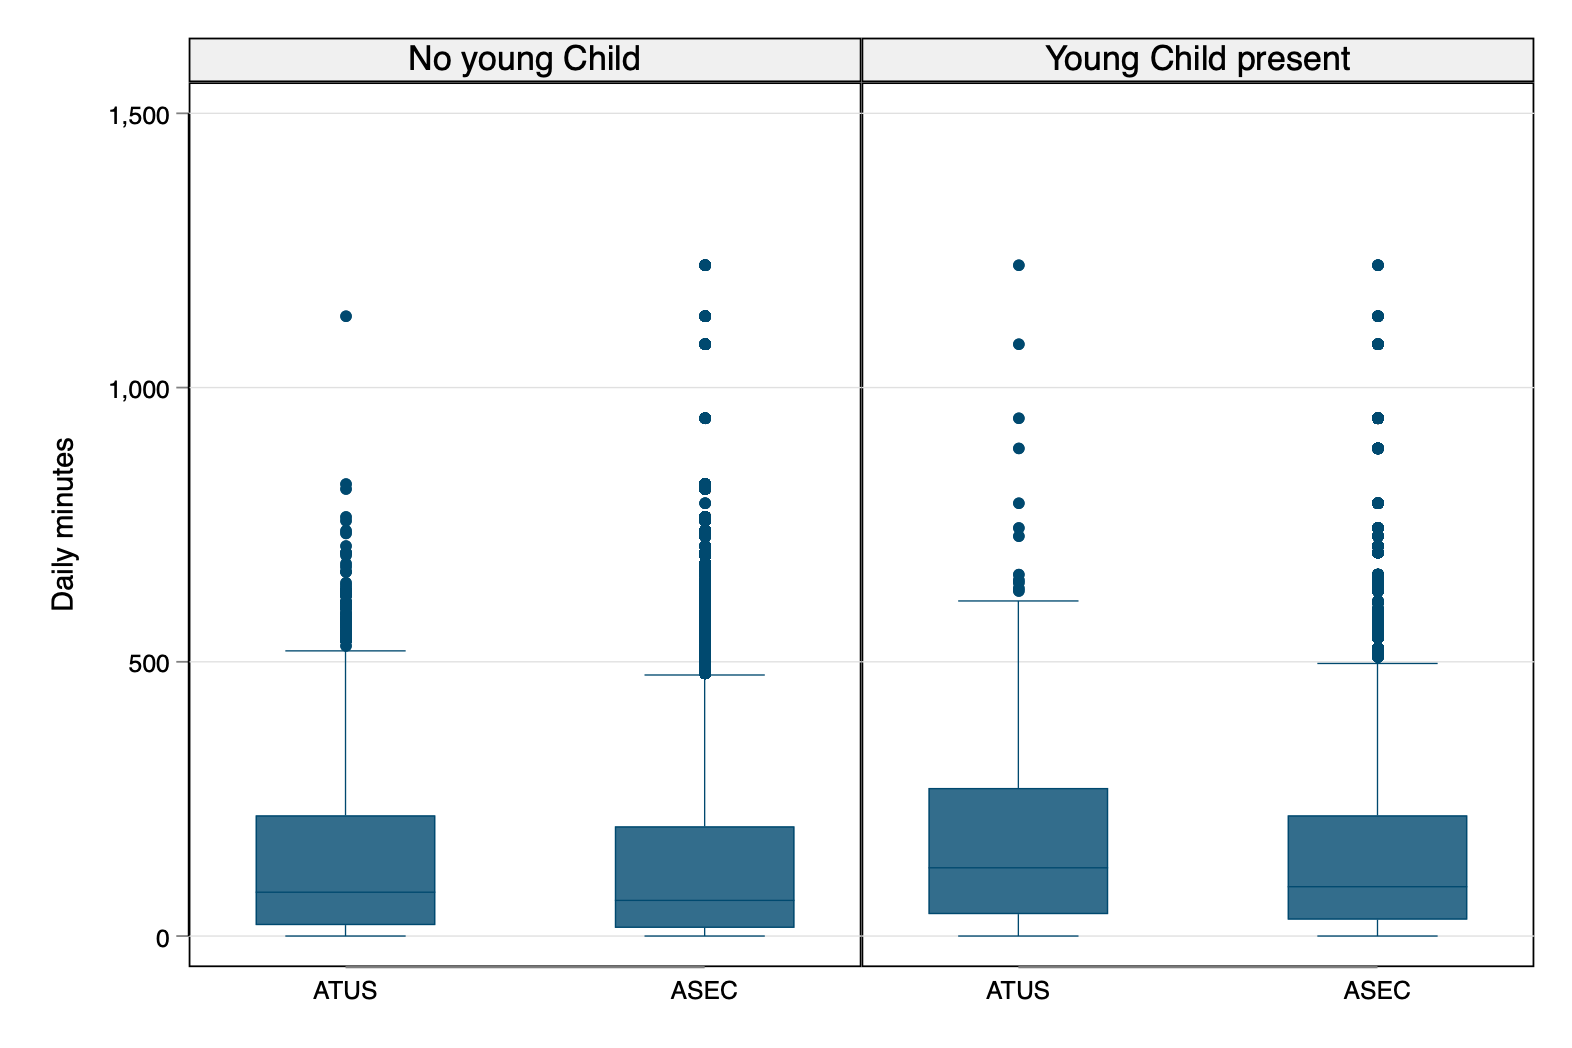 No young Child
Young Child present
1,500
1,000
500
0
Daily minutes
ATUS
ASEC
ATUS
ASEC